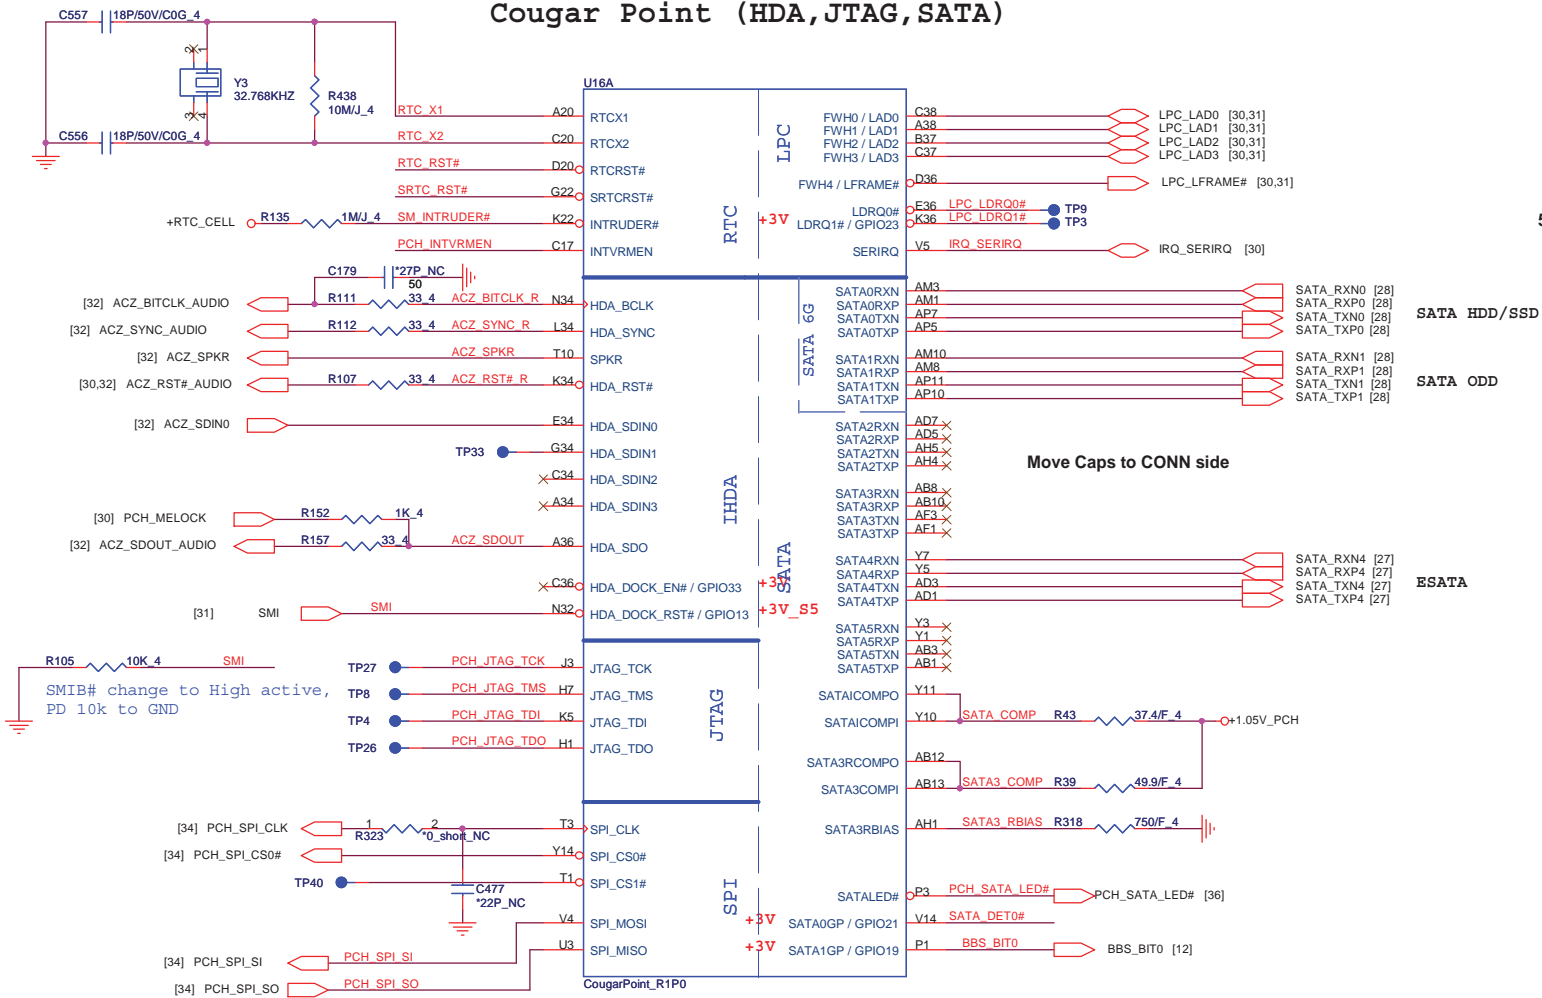 Cougar Point (HDA,JTAG,SATA)
C557 18P/50V/C0G_4
2 1
Y3
32.768KHZ
R438
10M/J_4
3 4
C556 18P/50V/C0G_4
U16A
RTC_X1 A20 RTCX1
RTC_X2 C20 RTCX2
RTC_RST# D20 RTCRST#
SRTC_RST# G22 SRTCRST#
+RTC_CELL R135 1M/J_4 SM_INTRUDER# K22 INTRUDER#
PCH_INTVRMEN C17 INTVRMEN
RTC
LPC
+3V
FWH0 / LAD0 C38 LPC_LAD0 [30,31]
FWH1 / LAD1 A38 LPC_LAD1 [30,31]
FWH2 / LAD2 B37 LPC_LAD2 [30,31]
FWH3 / LAD3 C37 LPC_LAD3 [30,31]
FWH4 / LFRAME# D36 LPC_LFRAME# [30,31]
LDRQ0# E36 LPC_LDRQ0# TP9
LDRQ1# / GPIO23 K36 LPC_LDRQ1# TP3
5
SERIRQ V5 IRQ_SERIRQ IRQ_SERIRQ [30]
C179 *27P_NC
50
[32] ACZ_BITCLK_AUDIO R111 33_4 ACZ_BITCLK_R N34 HDA_BCLK
[32] ACZ_SYNC_AUDIO R112 33_4 ACZ_SYNC_R L34 HDA_SYNC
[32] ACZ_SPKR ACZ_SPKR T10 SPKR
[30,32] ACZ_RST#_AUDIO R107 33_4 ACZ_RST#_R K34 HDA_RST#
[32] ACZ_SDIN0 E34 HDA_SDIN0
TP33 G34 HDA_SDIN1
C34 HDA_SDIN2
A34 HDA_SDIN3
[30] PCH_MELOCK R152 1K_4
[32] ACZ_SDOUT_AUDIO R157 33_4 ACZ_SDOUT A36 HDA_SDO
C36 HDA_DOCK_EN# / GPIO33 +3V
[31] SMI SMI N32 HDA_DOCK_RST# / GPIO13 +3V_S5
IHDA
SATA
SATA 6G
SATA0RXN AM3 SATA_RXN0 [28]
SATA0RXP AM1 SATA_RXP0 [28]
SATA0TXN AP7 SATA_TXN0 [28]
SATA0TXP AP5 SATA_TXP0 [28]
SATA HDD/SSD
SATA1RXN AM10 SATA_RXN1 [28]
SATA1RXP AM8 SATA_RXP1 [28]
SATA1TXN AP11 SATA_TXN1 [28]
SATA1TXP AP10 SATA_TXP1 [28]
SATA ODD
SATA2RXN AD7
SATA2RXP AD5
SATA2TXN AH5
SATA2TXP AH4
Move Caps to CONN side
SATA3RXN AB8
SATA3RXP AB10
SATA3TXN AF3
SATA3TXP AF1
SATA4RXN Y7 SATA_RXN4 [27]
SATA4RXP Y5 SATA_RXP4 [27]
SATA4TXN AD3 SATA_TXN4 [27]
SATA4TXP AD1 SATA_TXP4 [27]
ESATA
SATA5RXN Y3
SATA5RXP Y1
SATA5TXN AB3
SATA5TXP AB1
R105 10K_4 SMI
SMIB# change to High active,
PD 10k to GND
TP27 PCH_JTAG_TCK J3 JTAG_TCK
TP8 PCH_JTAG_TMS H7 JTAG_TMS
TP4 PCH_JTAG_TDI K5 JTAG_TDI
TP26 PCH_JTAG_TDO H1 JTAG_TDO
JTAG
SATAICOMPO Y11
SATAICOMPI Y10 SATA_COMP R43 37.4/F_4 +1.05V_PCH
SATA3RCOMPO AB12
SATA3COMPI AB13 SATA3_COMP R39 49.9/F_4
SATA3RBIAS AH1 SATA3_RBIAS R318 750/F_4
[34] PCH_SPI_CLK 1 2 T3 SPI_CLK
R323 *0_short_NC
[34] PCH_SPI_CS0# Y14 SPI_CS0#
TP40 T1 SPI_CS1#
C477
*22P_NC
V4 SPI_MOSI
U3 SPI_MISO
[34] PCH_SPI_SI PCH_SPI_SI
[34] PCH_SPI_SO PCH_SPI_SO
SPI
SATALED# P3 PCH_SATA_LED# PCH_SATA_LED# [36]
+3V SATA0GP / GPIO21 V14 SATA_DET0#
+3V SATA1GP / GPIO19 P1 BBS_BIT0 BBS_BIT0 [12]
CougarPoint_R1P0